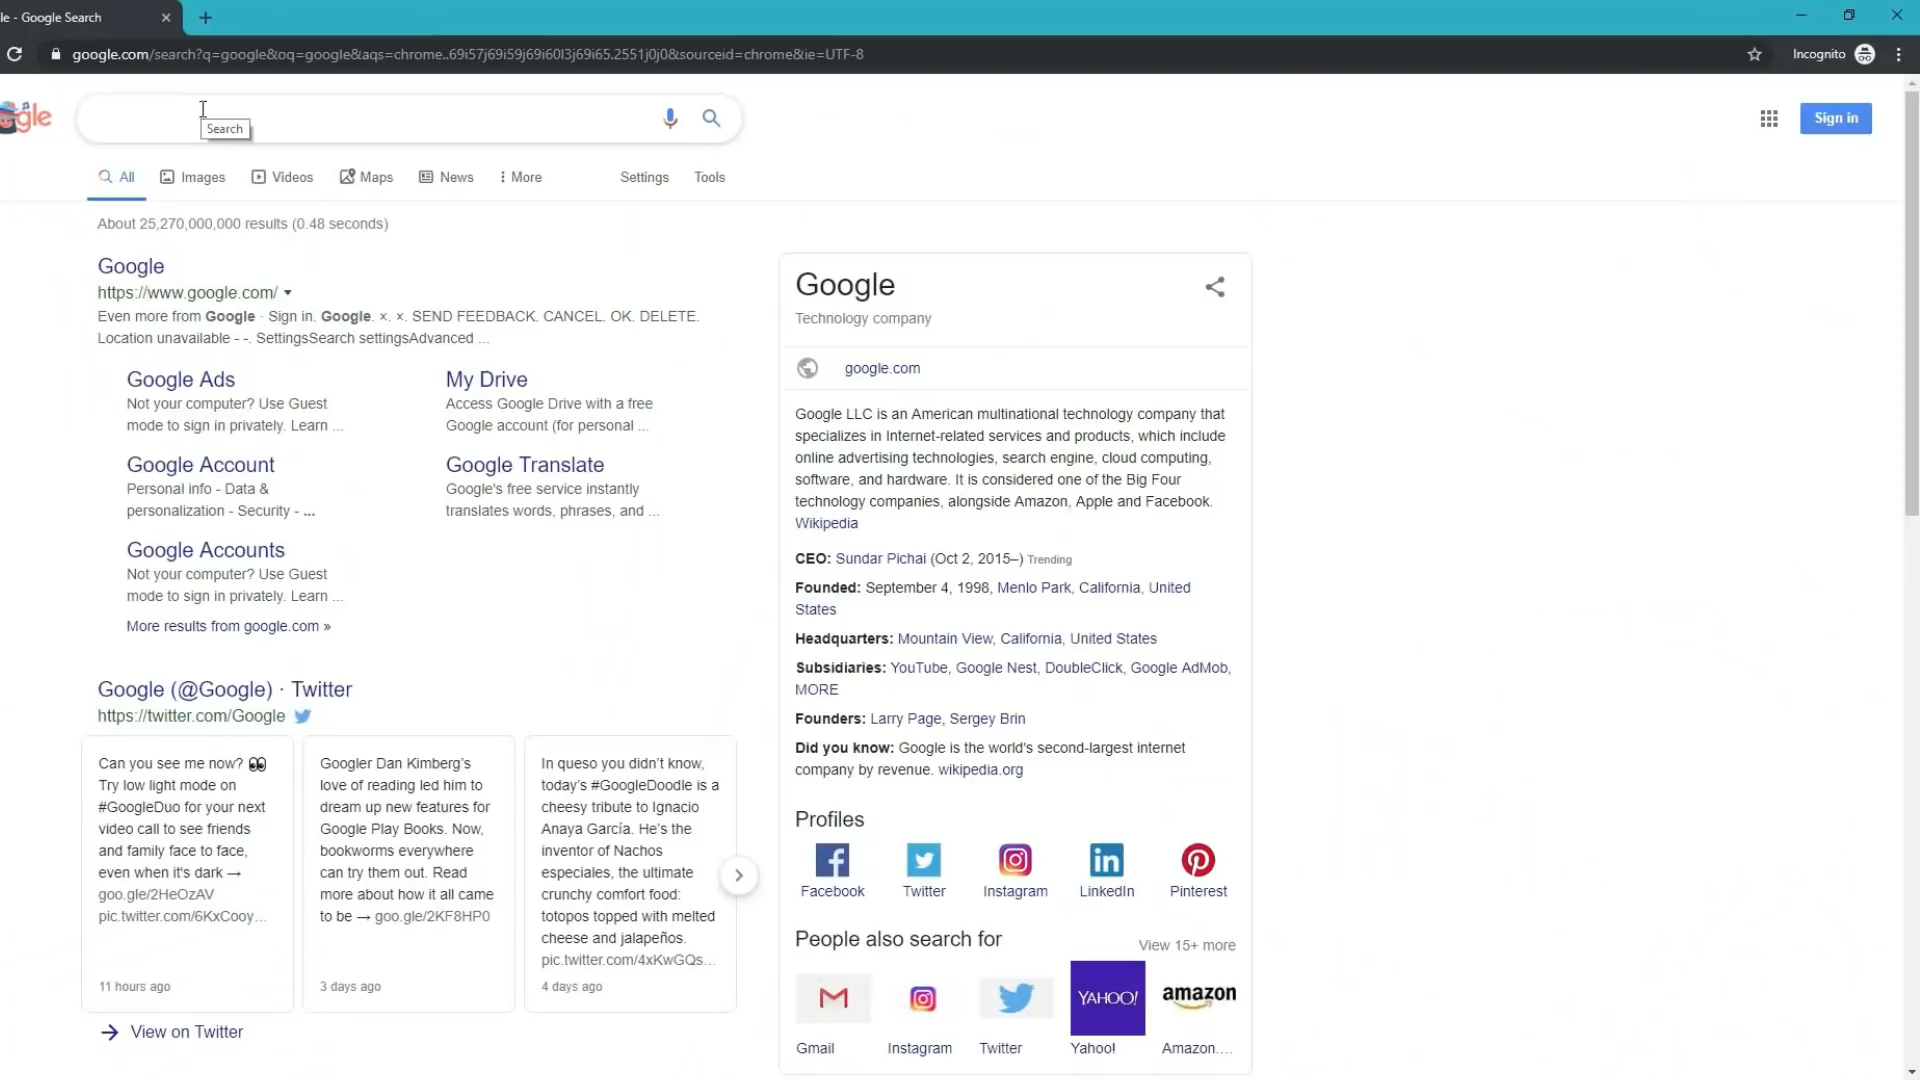 le - Google Search
google.com/search?q=google&oq=google&aqs=chrome..69i57j69i59j69i60l3j69i65.2551j0j0&sourceid=chrome&ie=UTF-8
Incognito
gle
Search
Sign in
All
Images
Videos
Maps
News
More
Settings
Tools
About 25,270,000,000 results (0.48 seconds)
Google
https://www.google.com/
Even more from Google · Sign in. Google. ×. ×. SEND FEEDBACK. CANCEL. OK. DELETE.
Location unavailable - -. SettingsSearch settingsAdvanced ...
Google Ads
Not your computer? Use Guest
mode to sign in privately. Learn ...
My Drive
Access Google Drive with a free
Google account (for personal ...
Google Account
Personal info - Data &
personalization - Security - ...
Google Translate
Google's free service instantly
translates words, phrases, and ...
Google Accounts
Not your computer? Use Guest
mode to sign in privately. Learn ...
More results from google.com »
Google (@Google) · Twitter
https://twitter.com/Google
Can you see me now? 👀
Try low light mode on
#GoogleDuo for your next
video call to see friends
and family face to face,
even when it's dark →
goo.gle/2HeOzAV
pic.twitter.com/6KxCooy...
11 hours ago
Googler Dan Kimberg's
love of reading led him to
dream up new features for
Google Play Books. Now,
bookworms everywhere
can try them out. Read
more about how it all came
to be → goo.gle/2KF8HP0
3 days ago
In queso you didn't know,
today's #GoogleDoodle is a
cheesy tribute to Ignacio
Anaya García. He's the
inventor of Nachos
especiales, the ultimate
crunchy comfort food:
totopos topped with melted
cheese and jalapeños.
pic.twitter.com/4xKwGQs...
4 days ago
View on Twitter
Google
Technology company
google.com
Google LLC is an American multinational technology company that
specializes in Internet-related services and products, which include
online advertising technologies, search engine, cloud computing,
software, and hardware. It is considered one of the Big Four
technology companies, alongside Amazon, Apple and Facebook.
Wikipedia
CEO: Sundar Pichai (Oct 2, 2015–) Trending
Founded: September 4, 1998, Menlo Park, California, United
States
Headquarters: Mountain View, California, United States
Subsidiaries: YouTube, Google Nest, DoubleClick, Google AdMob,
MORE
Founders: Larry Page, Sergey Brin
Did you know: Google is the world's second-largest internet
company by revenue. wikipedia.org
Profiles
Facebook
Twitter
Instagram
LinkedIn
Pinterest
People also search for
View 15+ more
YAHOO!
amazon
Gmail
Instagram
Twitter
Yahoo!
Amazon....